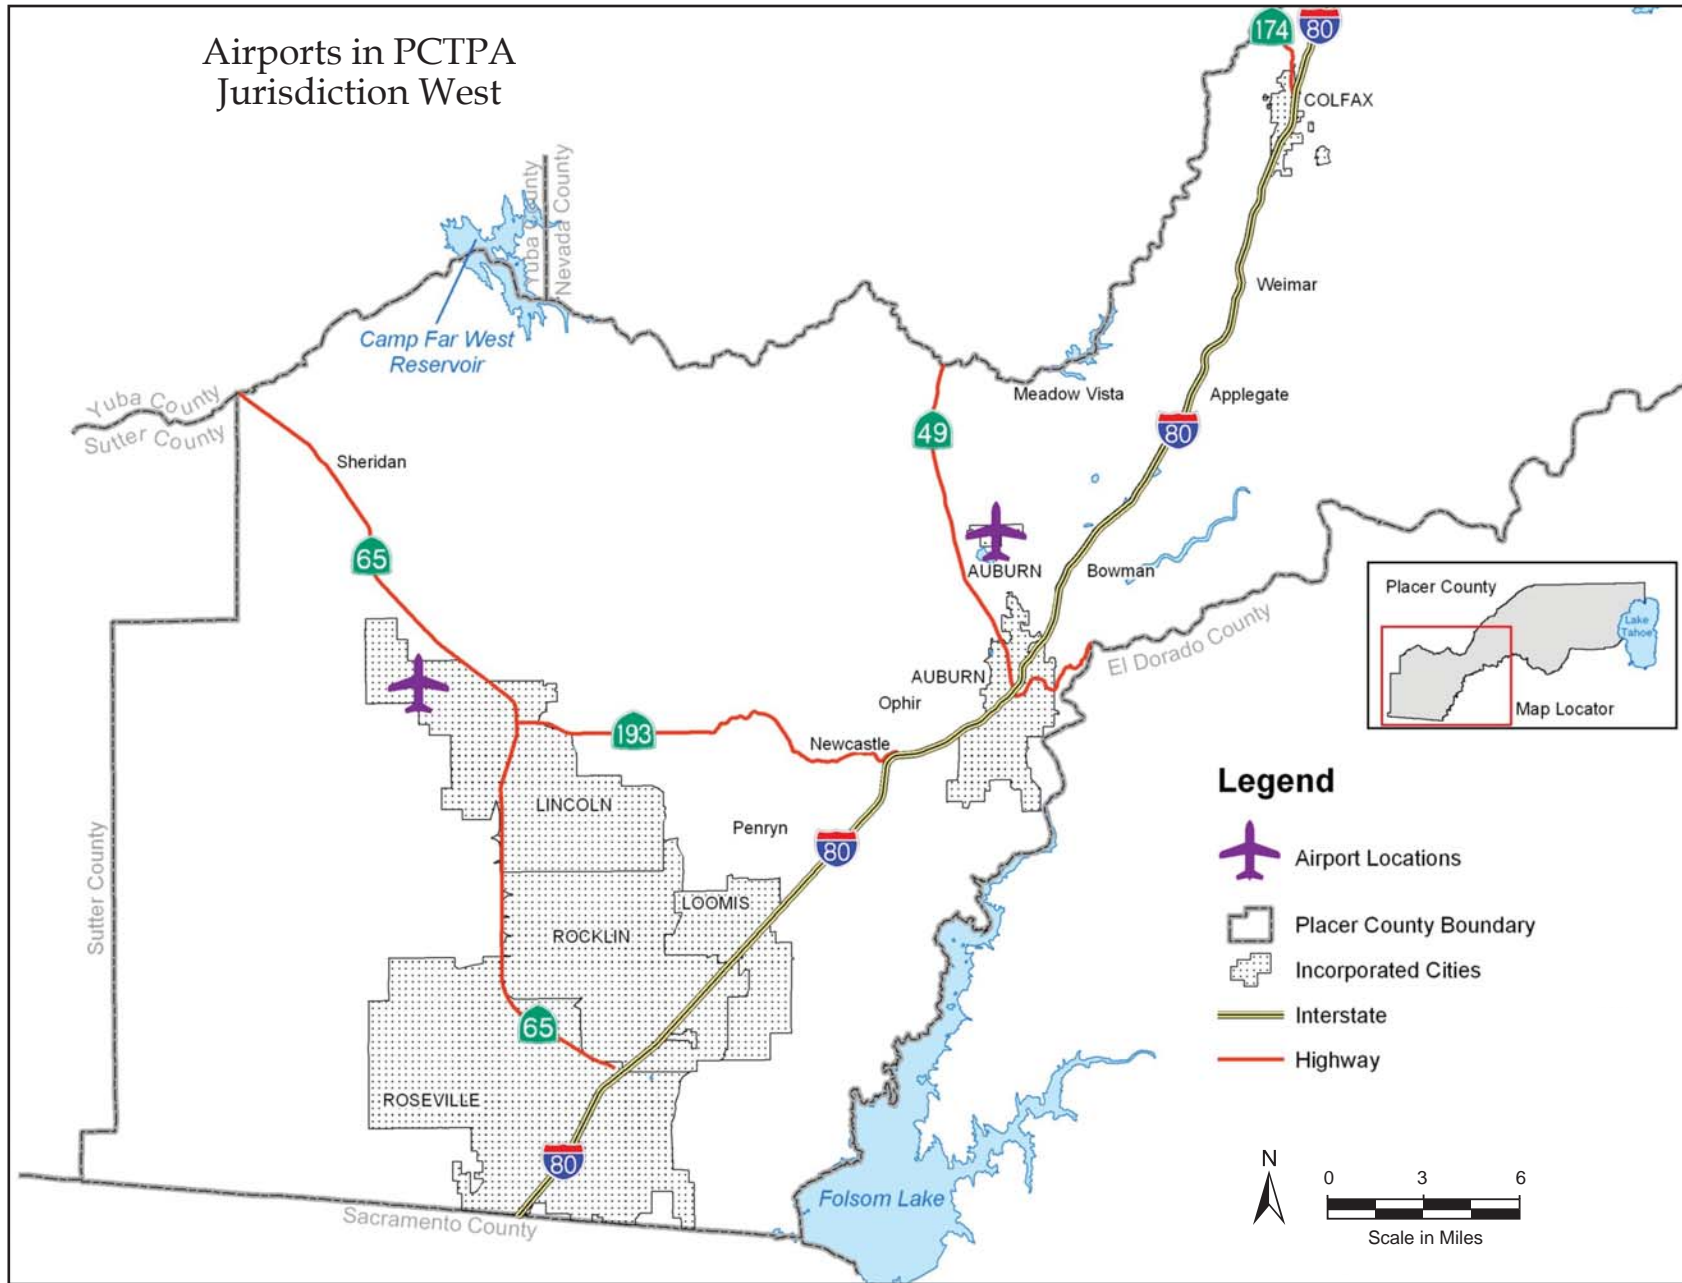 Airports in PCTPA
Jurisdiction West
174
80
COLFAX
Yuba County
Nevada County
Weimar
Camp Far West
Reservoir
Meadow Vista
Applegate
Yuba County
Sutter County
49
80
Sheridan
65
AUBURN
Bowman
Placer County
Lake
Tahoe
Map Locator
El Dorado County
AUBURN
Ophir
193
Newcastle
LINCOLN
Penryn
80
Sutter County
LOOMIS
ROCKLIN
65
ROSEVILLE
80
Sacramento County
Folsom Lake
Legend
Airport Locations
Placer County Boundary
Incorporated Cities
Interstate
Highway
N
0 3 6
Scale in Miles